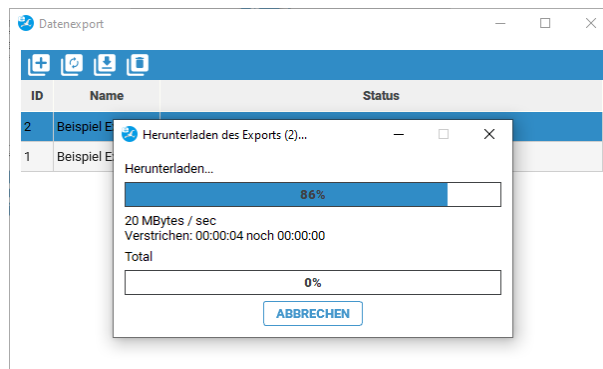 Datenexport
ID Name Status
2 Beispiel E
Herunterladen des Exports (2)...
1 Beispiel E
Herunterladen...
86%
20 MBytes / sec
Verstrichen: 00:00:04 noch 00:00:00
Total
0%
ABBRECHEN